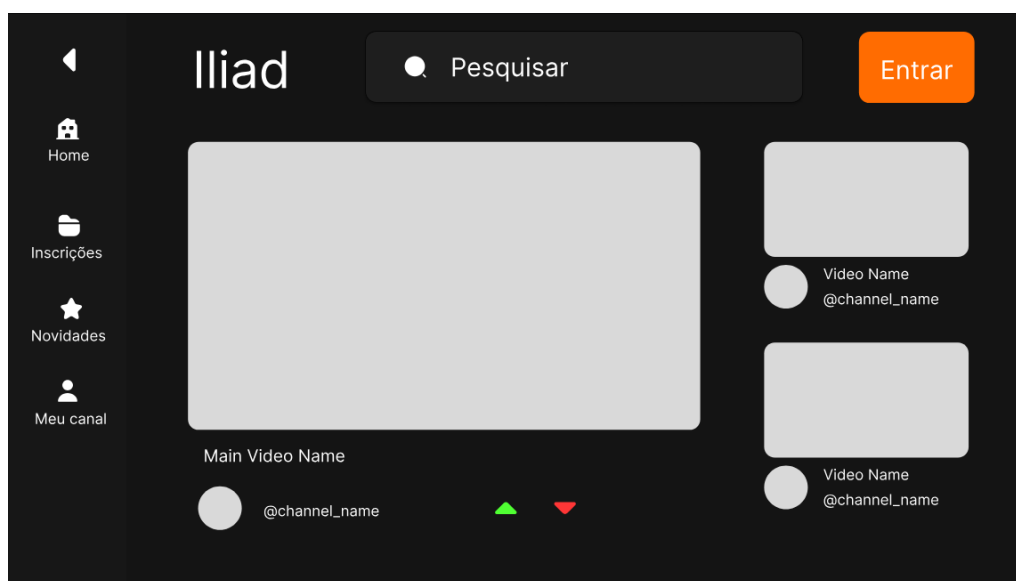 Iliad
Pesquisar
Entrar
Home
Inscrições
Novidades
Meu canal
Main Video Name
@channel_name
Video Name
@channel_name
Video Name
@channel_name